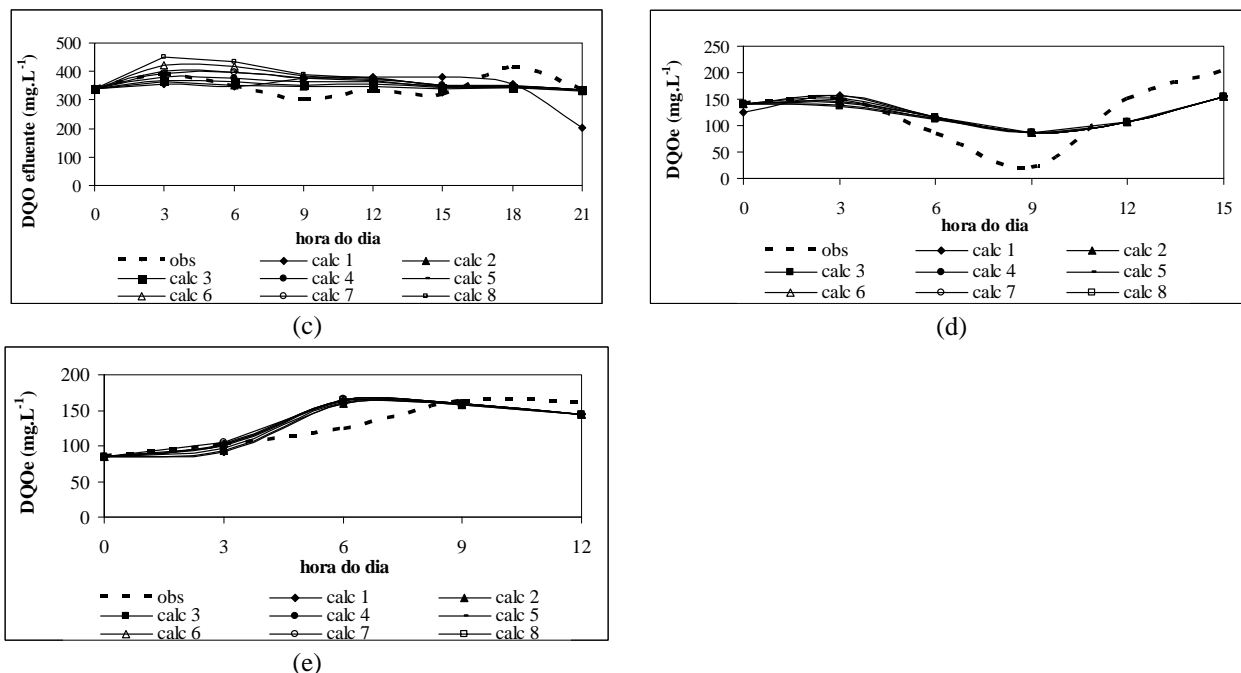 DQO efluente (mg.L-1)
500
400
300
200
100
0
0 3 6 9 12 15 18 21
hora do dia
obs calc 1 calc 2
calc 3 calc 4 calc 5
calc 6 calc 7 calc 8
(c)
DQOe (mg.L-1)
250
200
150
100
50
0
0 3 6 9 12 15
hora do dia
obs calc 1 calc 2
calc 3 calc 4 calc 5
calc 6 calc 7 calc 8
(d)
DQOe (mg.L-1)
200
150
100
50
0
0 3 6 9 12
hora do dia
obs calc 1 calc 2
calc 3 calc 4 calc 5
calc 6 calc 7 calc 8
(e)